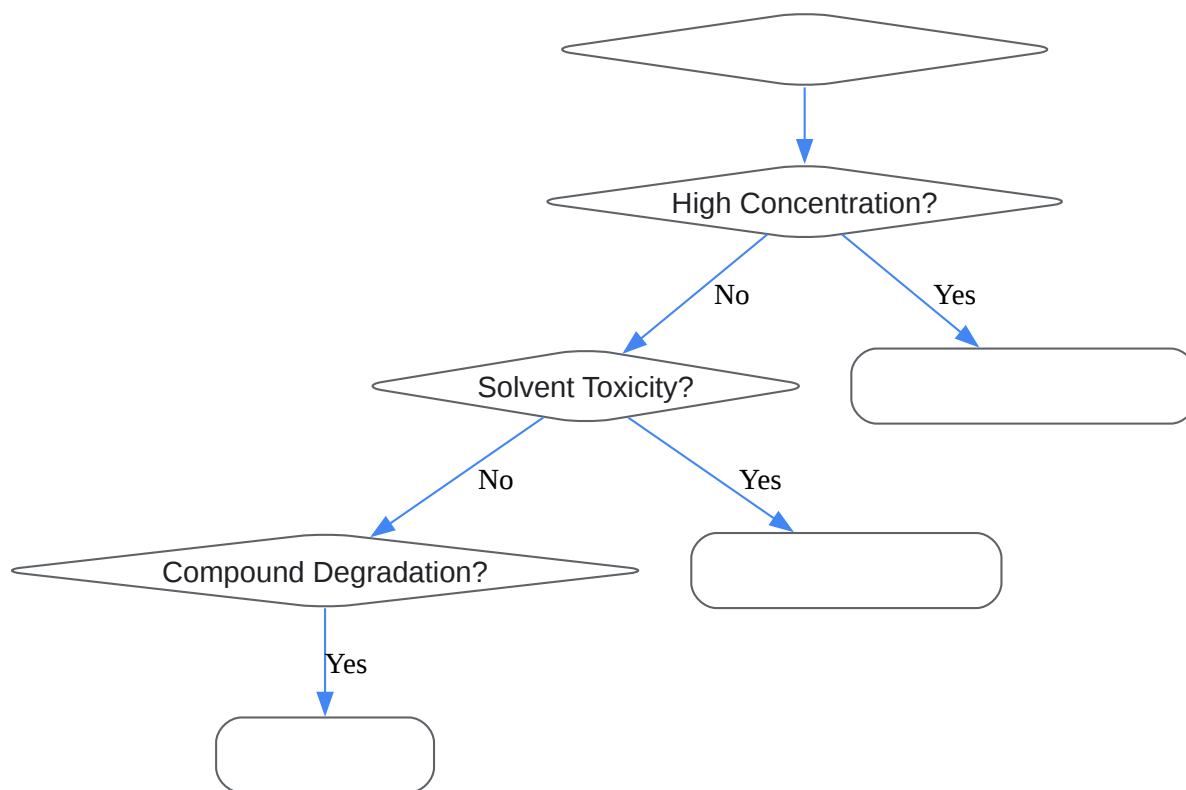 High Concentration?
No
Yes
Solvent Toxicity?
No
Yes
Compound Degradation?
Yes